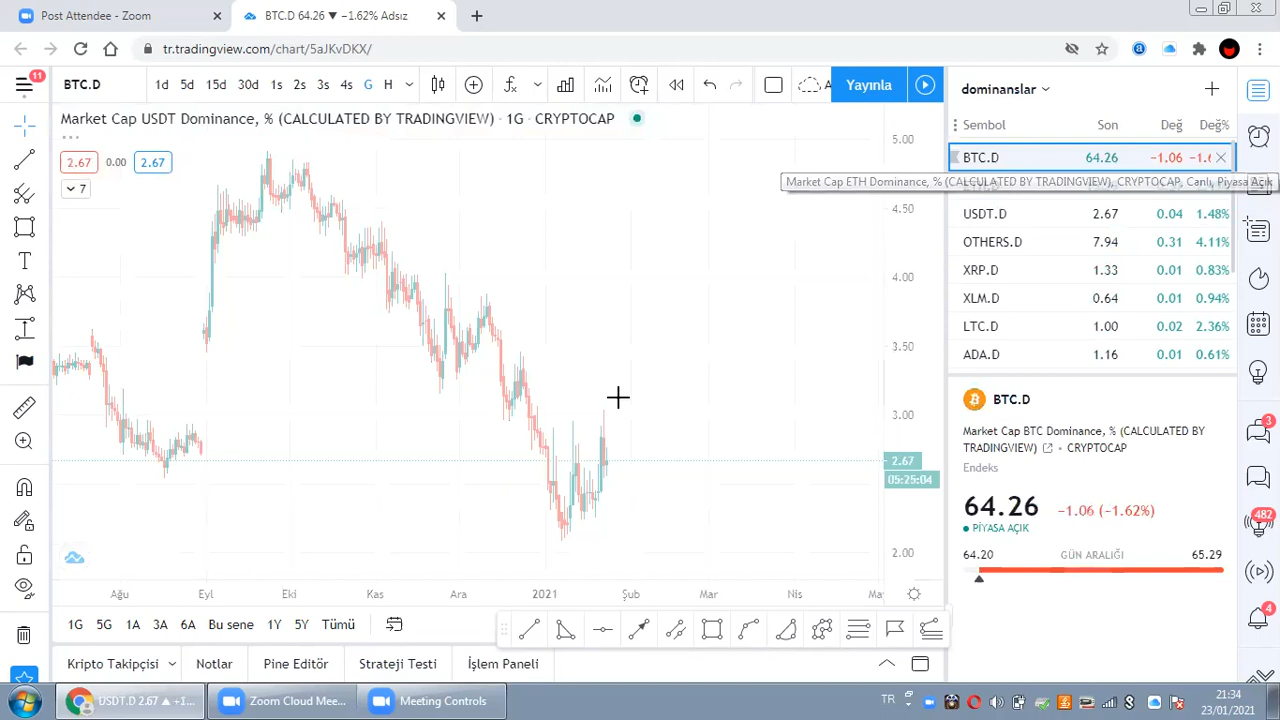 Post Attendee - Zoom
BTC.D 64.26 ▼ −1.62% Adsız
tr.tradingview.com/chart/5aJKvDKX/
11
BTC.D
1d 5d 15d 30d 1s 2s 3s 4s G H
A
Yayınla
Market Cap USDT Dominance, % (CALCULATED BY TRADINGVIEW) · 1G · CRYPTOCAP
2.67 0.00 2.67
7
5.00
4.50
4.00
3.50
3.00
2.67
05:25:04
2.00
Ağu Eyl Eki Kas Ara 2021 Şub Mar Nis May
1G 5G 1A 3A 6A Bu sene 1Y 5Y Tümü
Kripto Takipçisi Notlar Pine Editör Strateji Testi İşlem Paneli
dominanslar
Sembol Son Değ Değ%
BTC.D 64.26 −1.06 −1.6
Market Cap ETH Dominance, % (CALCULATED BY TRADINGVIEW), CRYPTOCAP, Canlı, Piyasa Açık
USDT.D 2.67 0.04 1.48%
OTHERS.D 7.94 0.31 4.11%
XRP.D 1.33 0.01 0.83%
XLM.D 0.64 0.01 0.94%
LTC.D 1.00 0.02 2.36%
ADA.D 1.16 0.01 0.61%
BTC.D
Market Cap BTC Dominance, % (CALCULATED BY
TRADINGVIEW) • CRYPTOCAP
Endeks
64.26 −1.06 (−1.62%)
PİYASA AÇIK
64.20 GÜN ARALIĞI 65.29
3
482
4
USDT.D 2.67 ▲ +1
Zoom Cloud Mee...
Meeting Controls
TR
21:34
23/01/2021